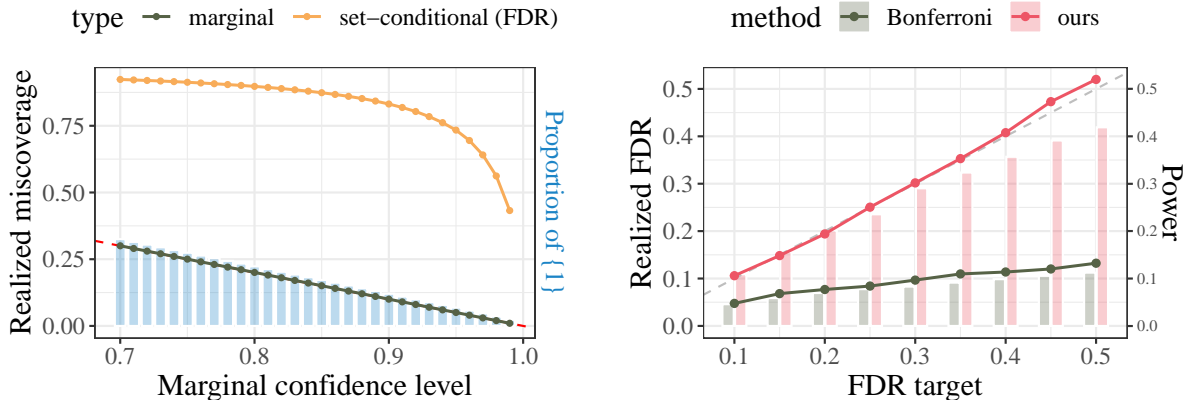 type marginal set−conditional (FDR)
Realized miscoverage
0.75
0.50
0.25
0.00
0.7 0.8 0.9 1.0
Marginal confidence level
Proportion of {1}
method Bonferroni ours
Realized FDR
0.5
0.4
0.3
0.2
0.1
0.0
0.1 0.2 0.3 0.4 0.5
FDR target
0.5
0.4
0.3
0.2
0.1
0.0
Power